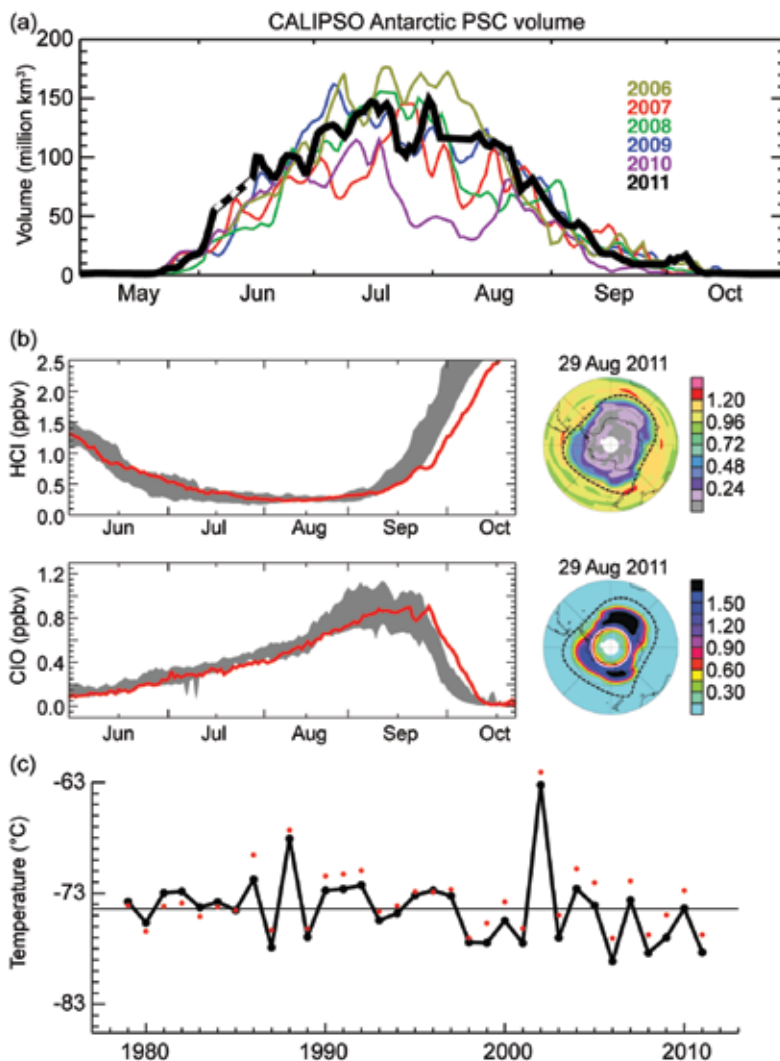 (a) CALIPSO Antarctic PSC volume
Volume (million km³)
200
150
100
50
0
2006
2007
2008
2009
2010
2011
May Jun Jul Aug Sep Oct
(b)
HCl (ppbv)
2.5
2.0
1.5
1.0
0.5
0.0
Jun Jul Aug Sep Oct
29 Aug 2011
1.20
0.96
0.72
0.48
0.24
ClO (ppbv)
1.2
0.8
0.4
0.0
Jun Jul Aug Sep Oct
29 Aug 2011
1.50
1.20
0.90
0.60
0.30
(c)
Temperature (°C)
-63
-73
-83
1980 1990 2000 2010